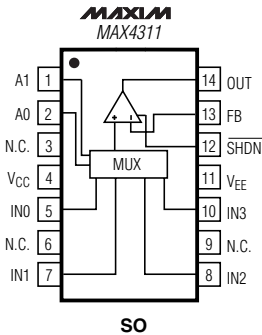 MAXIM
MAX4311
A1 1
A0 2
N.C. 3
VCC 4
IN0 5
N.C. 6
IN1 7
14 OUT
13 FB
12 SHDN
11 VEE
10 IN3
9 N.C.
8 IN2
+ -
MUX
SO